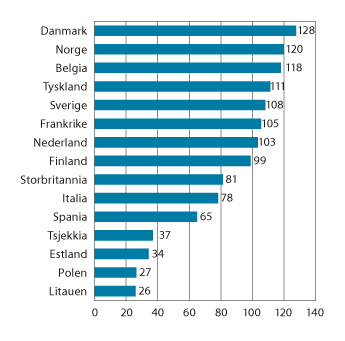 Danmark 128
Norge 120
Belgia 118
Tyskland 111
Sverige 108
Frankrike 105
Nederland 103
Finland 99
Storbritannia 81
Italia 78
Spania 65
Tsjekkia 37
Estland 34
Polen 27
Litauen 26
0 20 40 60 80 100 120 140